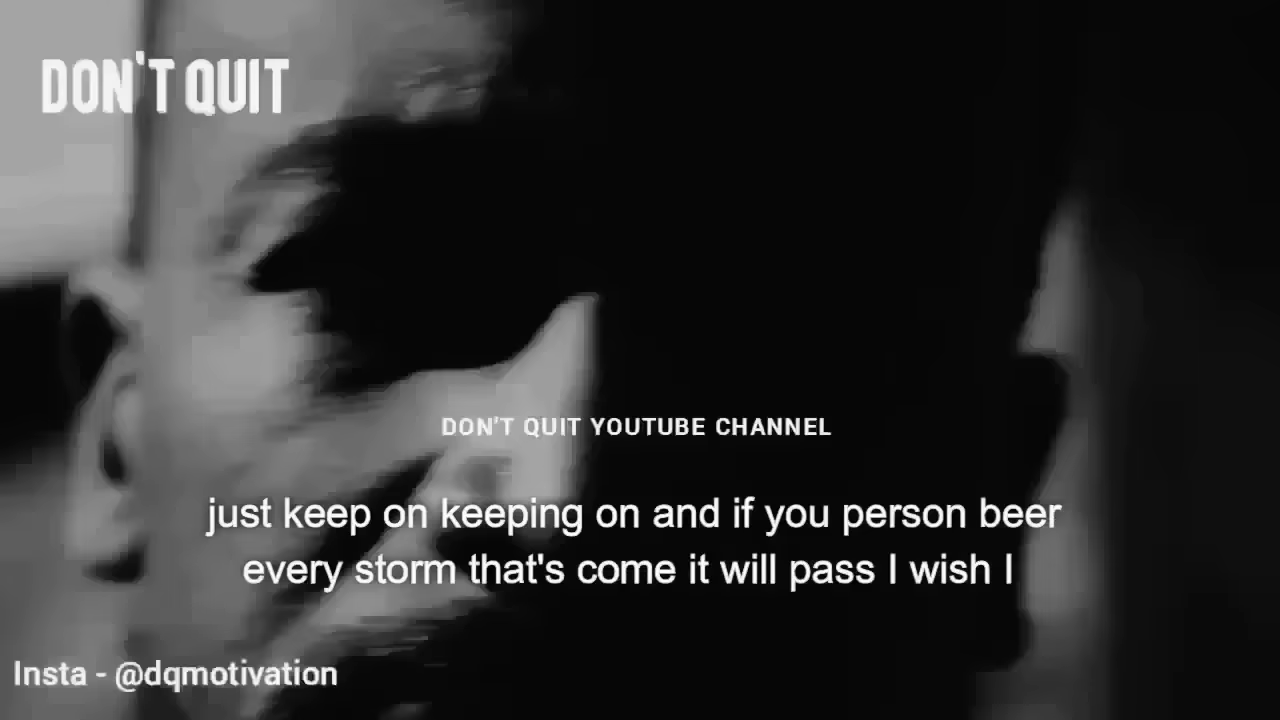 DON'T QUIT
DON'T QUIT YOUTUBE CHANNEL
just keep on keeping on and if you person beer
every storm that's come it will pass I wish I
Insta - @dqmotivation